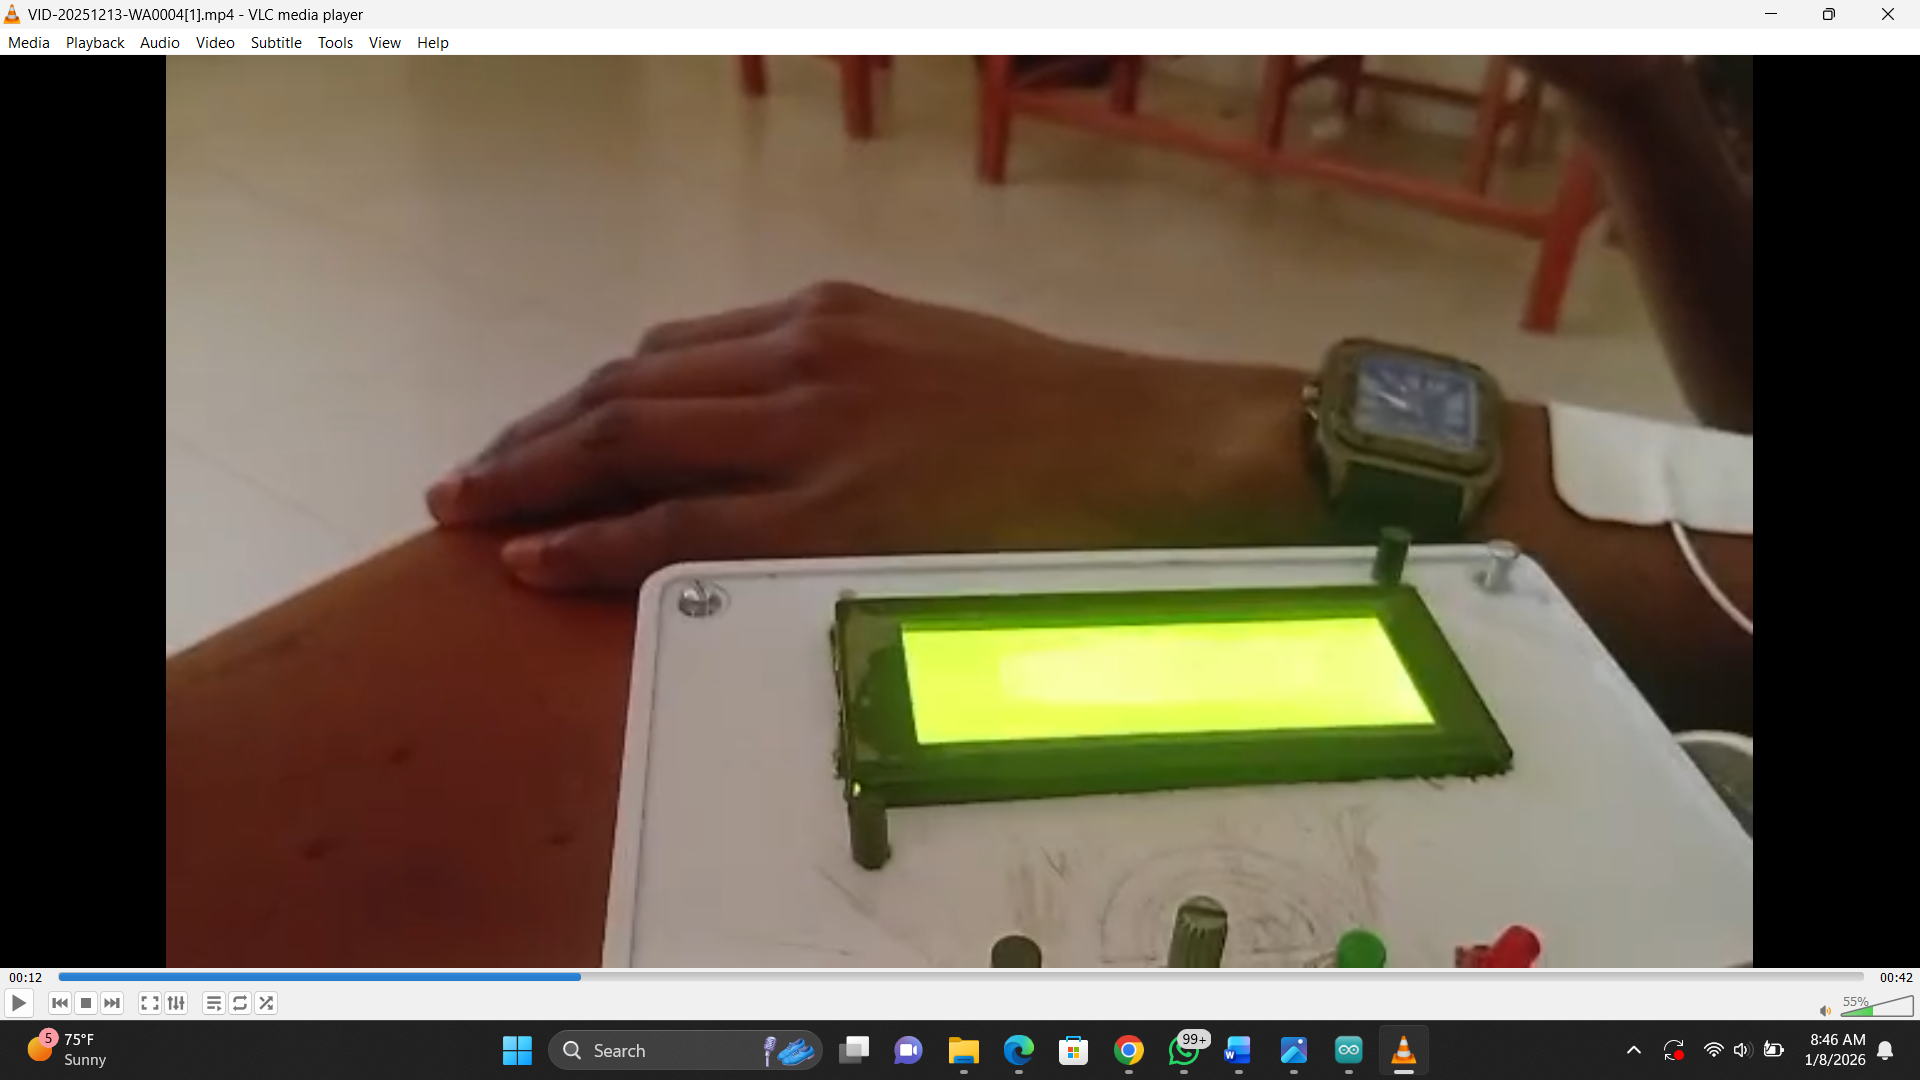 VID-20251213-WA0004[1].mp4 - VLC media player
Media Playback Audio Video Subtitle Tools View Help
00:12
00:42
55%
5
75°F
Sunny
Search
99+
8:46 AM
1/8/2026